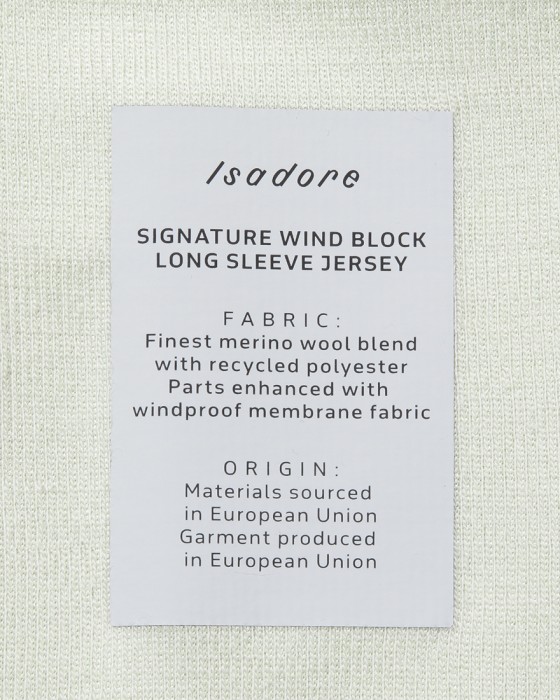 Isadore
SIGNATURE WIND BLOCK
LONG SLEEVE JERSEY
FABRIC:
Finest merino wool blend
with recycled polyester
Parts enhanced with
windproof membrane fabric
ORIGIN:
Materials sourced
in European Union
Garment produced
in European Union